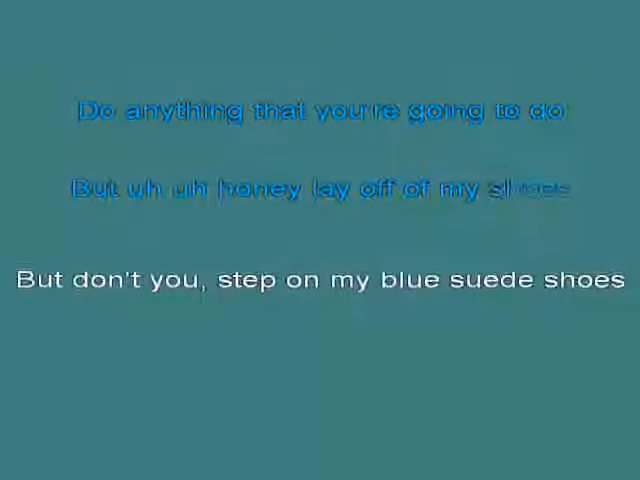 Do anything that you're going to do
But uh uh honey lay off of my shoes
But don't you, step on my blue suede shoes